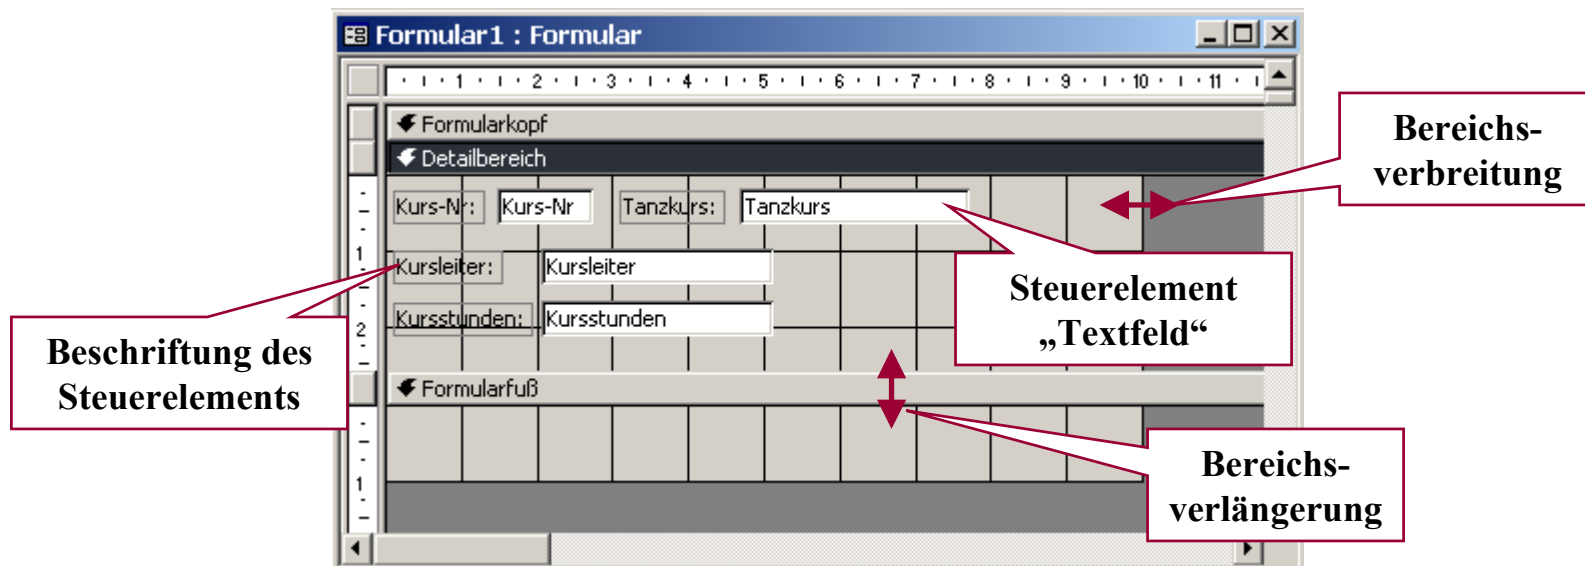 Formular1 : Formular
1 2 3 4 5 6 7 8 9 10 11
Formularkopf
Detailbereich
Kurs-Nr: Kurs-Nr Tanzkurs: Tanzkurs
1
Kursleiter: Kursleiter
2
Kursstunden: Kursstunden
Formularfuß
1
Bereichs-
verbreitung
Steuerelement
„Textfeld“
Beschriftung des
Steuerelements
Bereichs-
verlängerung